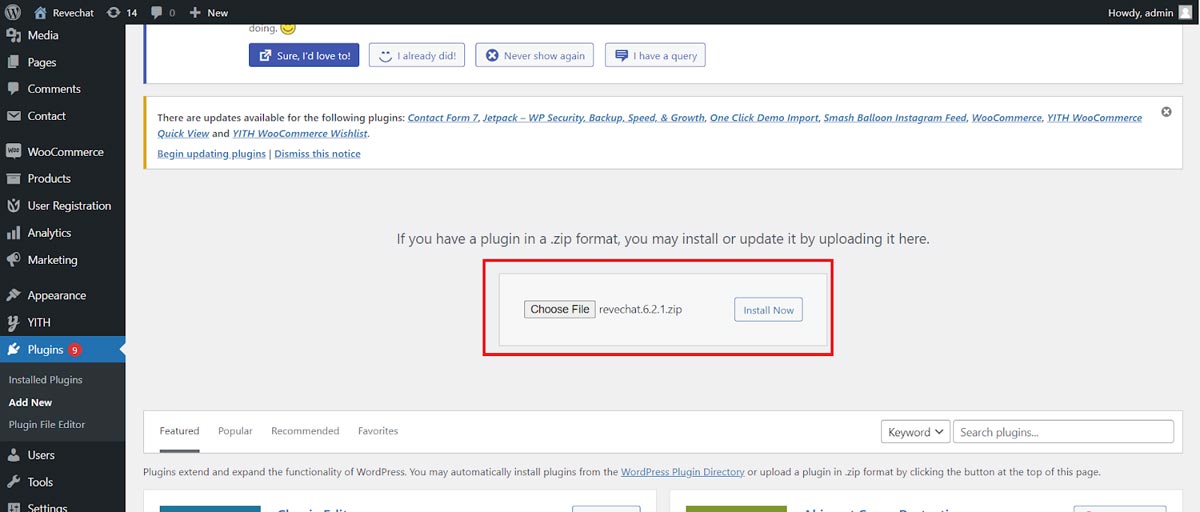 Revechat 14 0 New Howdy, admin
Media
Pages
Comments
Contact
WooCommerce
Products
User Registration
Analytics
Marketing
Appearance
YITH
Plugins 9
Installed Plugins
Add New
Plugin File Editor
Users
Tools
Settings
doing.
Sure, I'd love to! I already did! Never show again I have a query
There are updates available for the following plugins: Contact Form 7, Jetpack – WP Security, Backup, Speed, & Growth, One Click Demo Import, Smash Balloon Instagram Feed, WooCommerce, YITH WooCommerce
Quick View and YITH WooCommerce Wishlist.
Begin updating plugins | Dismiss this notice
If you have a plugin in a .zip format, you may install or update it by uploading it here.
Choose File revechat.6.2.1.zip Install Now
Featured Popular Recommended Favorites Keyword Search plugins...
Plugins extend and expand the functionality of WordPress. You may automatically install plugins from the WordPress Plugin Directory or upload a plugin in .zip format by clicking the button at the top of this page.